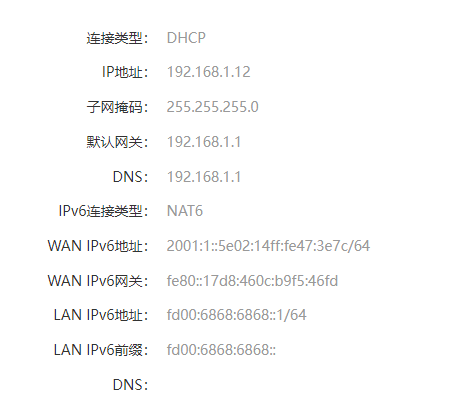 连接类型： DHCP
IP地址： 192.168.1.12
子网掩码： 255.255.255.0
默认网关： 192.168.1.1
DNS： 192.168.1.1
IPv6连接类型： NAT6
WAN IPv6地址： 2001:1::5e02:14ff:fe47:3e7c/64
WAN IPv6网关： fe80::17d8:460c:b9f5:46fd
LAN IPv6地址： fd00:6868:6868::1/64
LAN IPv6前缀： fd00:6868:6868::
DNS：